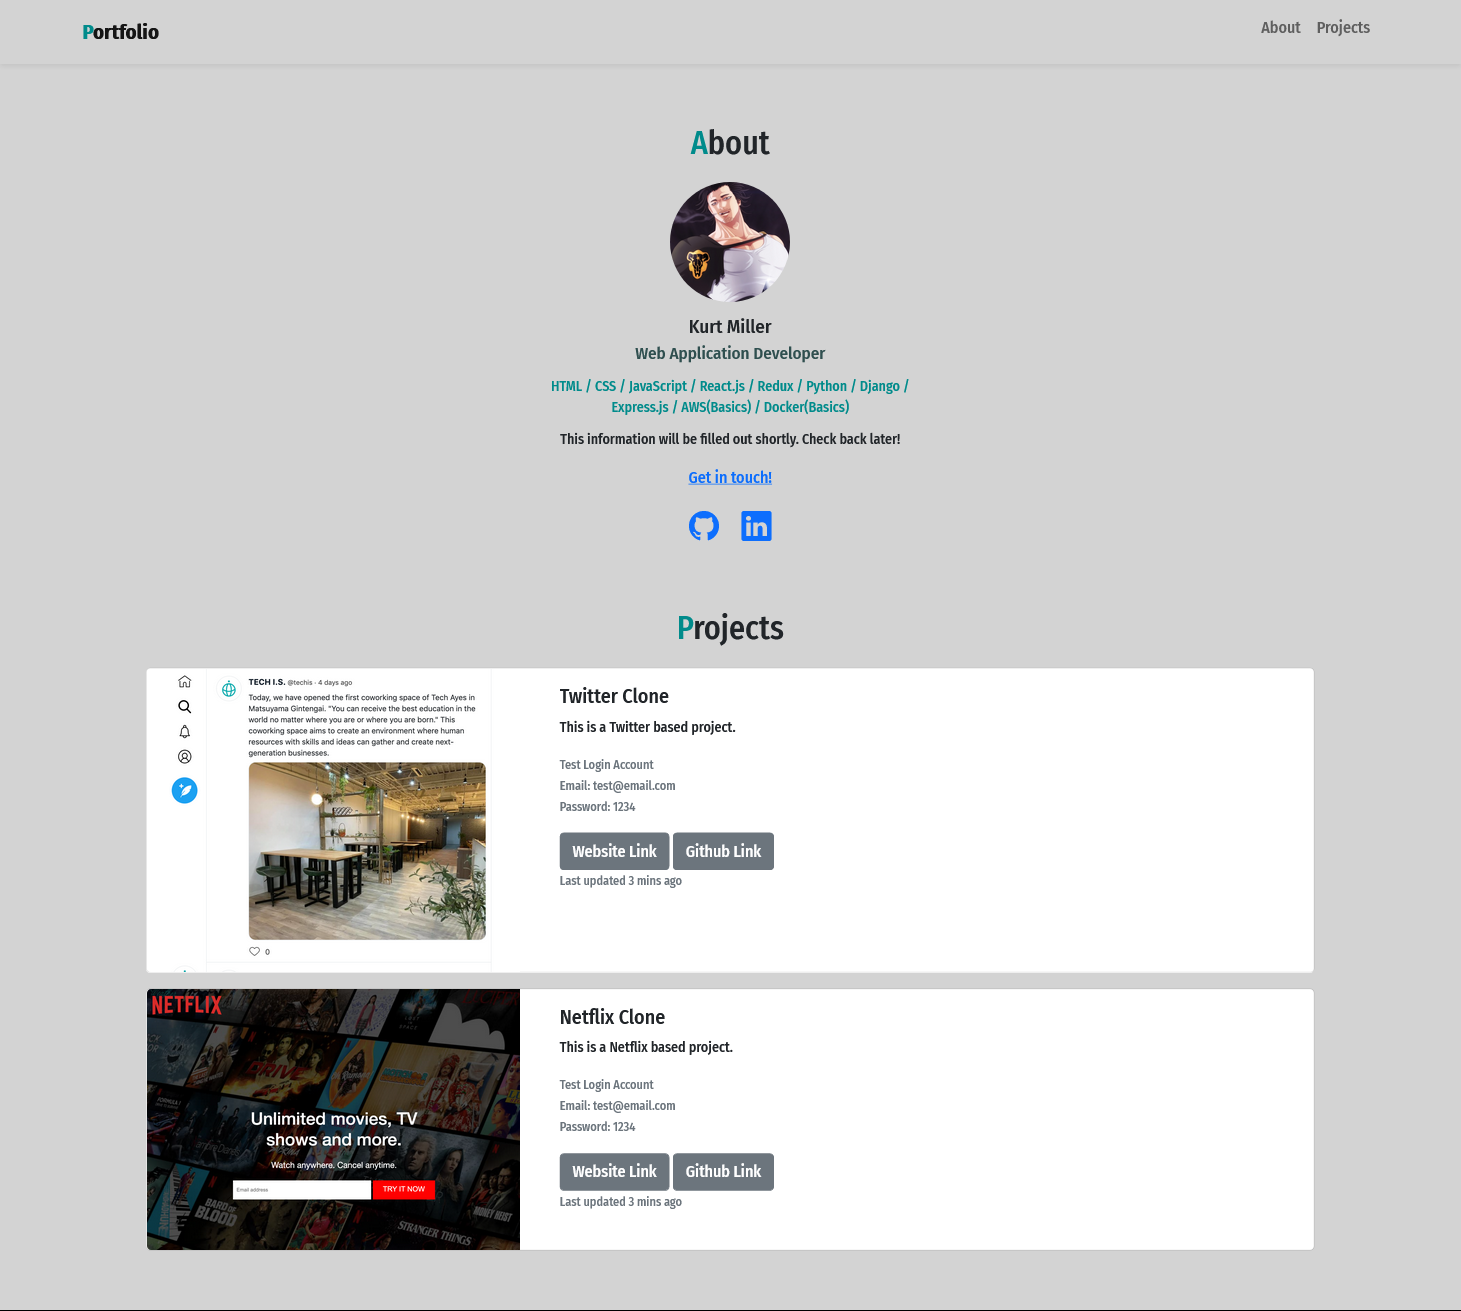 Portfolio
About Projects
About
Kurt Miller
Web Application Developer
HTML / CSS / JavaScript / React.js / Redux / Python / Django /
Express.js / AWS(Basics) / Docker(Basics)
This information will be filled out shortly. Check back later!
Get in touch!
in
Projects
TECH I.S. @techis · 4 days ago
Today, we have opened the first coworking space of Tech Ayes in
Matsuyama Gintengai. "You can receive the best education in the
world no matter where you are or where you are born." This
coworking space aims to create an environment where human
resources with skills and ideas can gather and create next-
generation businesses.
0
Twitter Clone
This is a Twitter based project.
Test Login Account
Email: test@email.com
Password: 1234
Website Link Github Link
Last updated 3 mins ago
NETFLIX
DRIVE
Unlimited movies, TV
shows and more.
Watch anywhere. Cancel anytime.
Email address TRY IT NOW
BARD OF
BLOOD
MONEY HEIST
STRANGER THINGS
Netflix Clone
This is a Netflix based project.
Test Login Account
Email: test@email.com
Password: 1234
Website Link Github Link
Last updated 3 mins ago